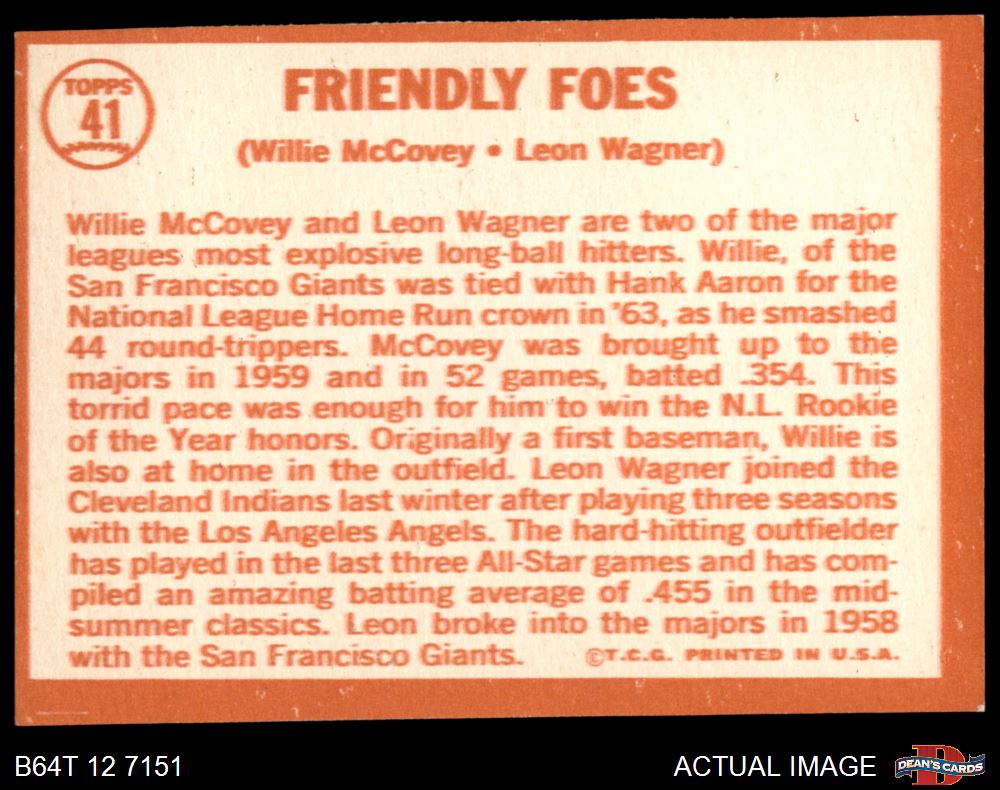 TOPPS
41
FRIENDLY FOES
(Willie McCovey • Leon Wagner)
Willie McCovey and Leon Wagner are two of the major
leagues most explosive long-ball hitters. Willie, of the
San Francisco Giants was tied with Hank Aaron for the
National League Home Run crown in '63, as he smashed
44 round-trippers. McCovey was brought up to the
majors in 1959 and in 52 games, batted .354. This
torrid pace was enough for him to win the N.L. Rookie
of the Year honors. Originally a first baseman, Willie is
also at home in the outfield. Leon Wagner joined the
Cleveland Indians last winter after playing three seasons
with the Los Angeles Angels. The hard-hitting outfielder
has played in the last three All-Star games and has com-
piled an amazing batting average of .455 in the mid-
summer classics. Leon broke into the majors in 1958
with the San Francisco Giants. ©T.C.G. PRINTED IN U.S.A.
B64T 12 7151
ACTUAL IMAGE
DEAN'S CARDS